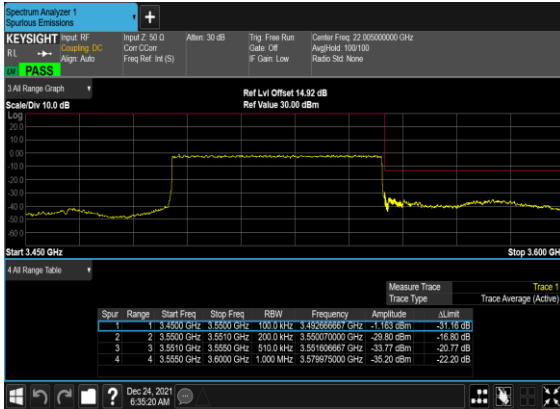 Spectrum Analyzer 1
Spurious Emissions
KEYSIGHT
Input: RF
Input Z: 50 Ω
Atten: 30 dB
Trig: Free Run
Center Freq: 22.005000000 GHz
RL
Coupling: DC
Corr CCorr
Gate: Off
Avg|Hold: 100/100
Align: Auto
Freq Ref: Int (S)
IF Gain: Low
Radio Std: None
PASS
3 All Range Graph
Ref Lvl Offset 14.92 dB
Scale/Div 10.0 dB
Ref Value 30.00 dBm
Log
20.0
10.0
0.00
-10.0
-20.0
-30.0
-40.0
-50.0
-60.0
Start 3.450 GHz
Stop 3.600 GH
4 All Range Table
Measure Trace Trace 1
Trace Type Trace Average (Active)
Spur Range Start Freq Stop Freq RBW Frequency Amplitude ΔLimit
1 1 3.4500 GHz 3.5500 GHz 100.0 kHz 3.492666667 GHz -1.163 dBm -31.16 dB
2 2 3.5500 GHz 3.5510 GHz 200.0 kHz 3.550070000 GHz -29.80 dBm -16.80 dB
3 3 3.5510 GHz 3.5550 GHz 510.0 kHz 3.551606667 GHz -33.77 dBm -20.77 dB
4 4 3.5550 GHz 3.6000 GHz 1.000 MHz 3.579975000 GHz -35.20 dBm -22.20 dB
Dec 24, 2021
6:35:20 AM